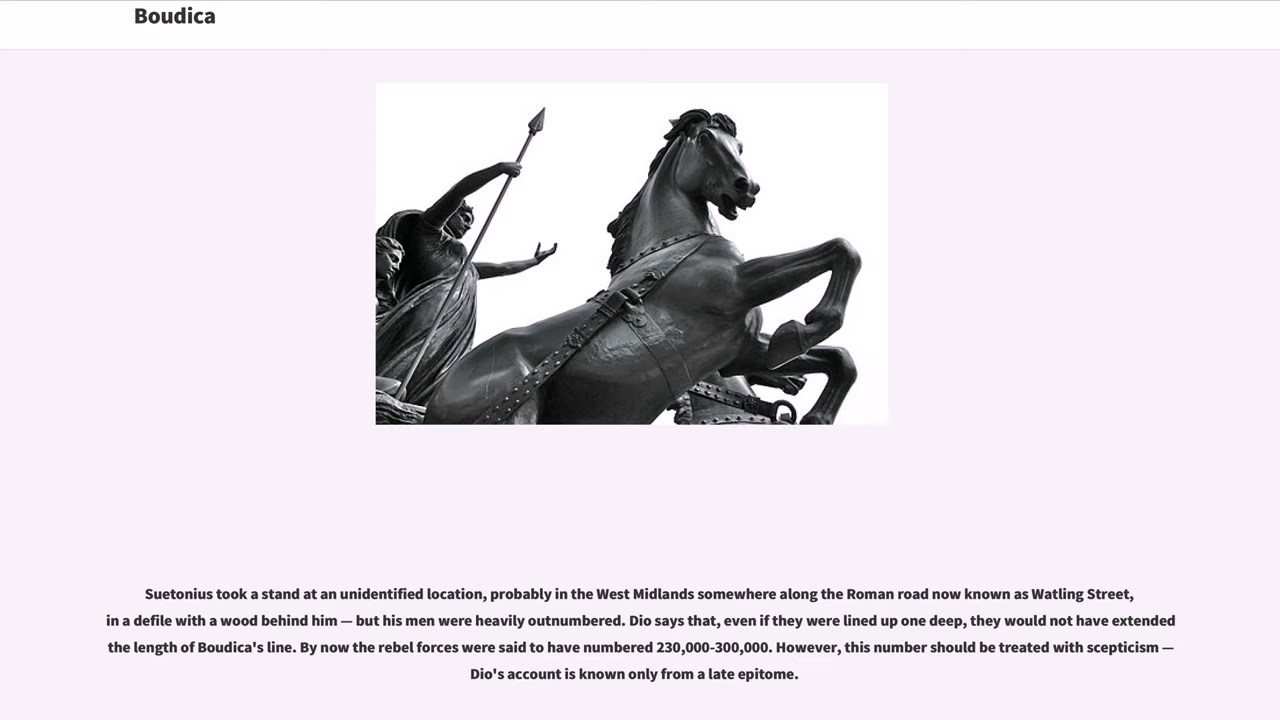 Boudica
Suetonius took a stand at an unidentified location, probably in the West Midlands somewhere along the Roman road now known as Watling Street,
in a defile with a wood behind him — but his men were heavily outnumbered. Dio says that, even if they were lined up one deep, they would not have extended
the length of Boudica's line. By now the rebel forces were said to have numbered 230,000-300,000. However, this number should be treated with scepticism —
Dio's account is known only from a late epitome.